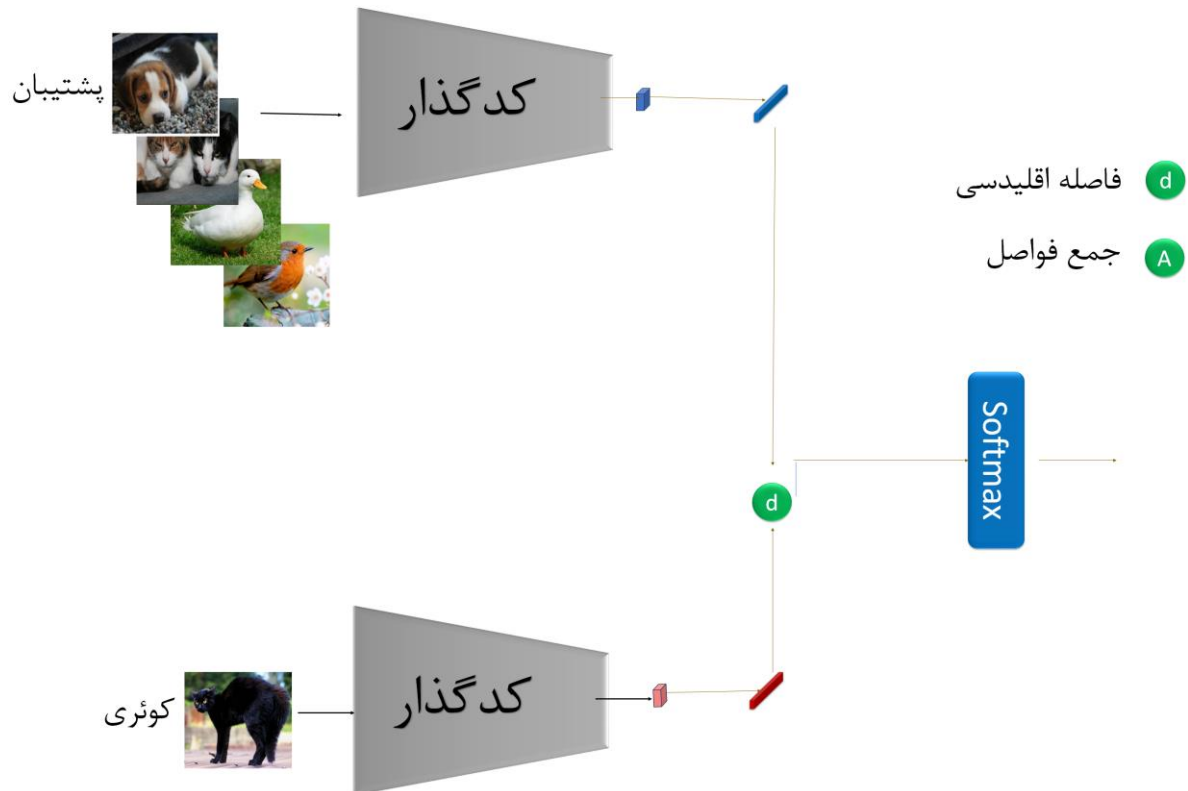 پشتیبان
کدگذار
d فاصله اقلیدسی
A جمع فواصل
Softmax
d
کوئری
کدگذار